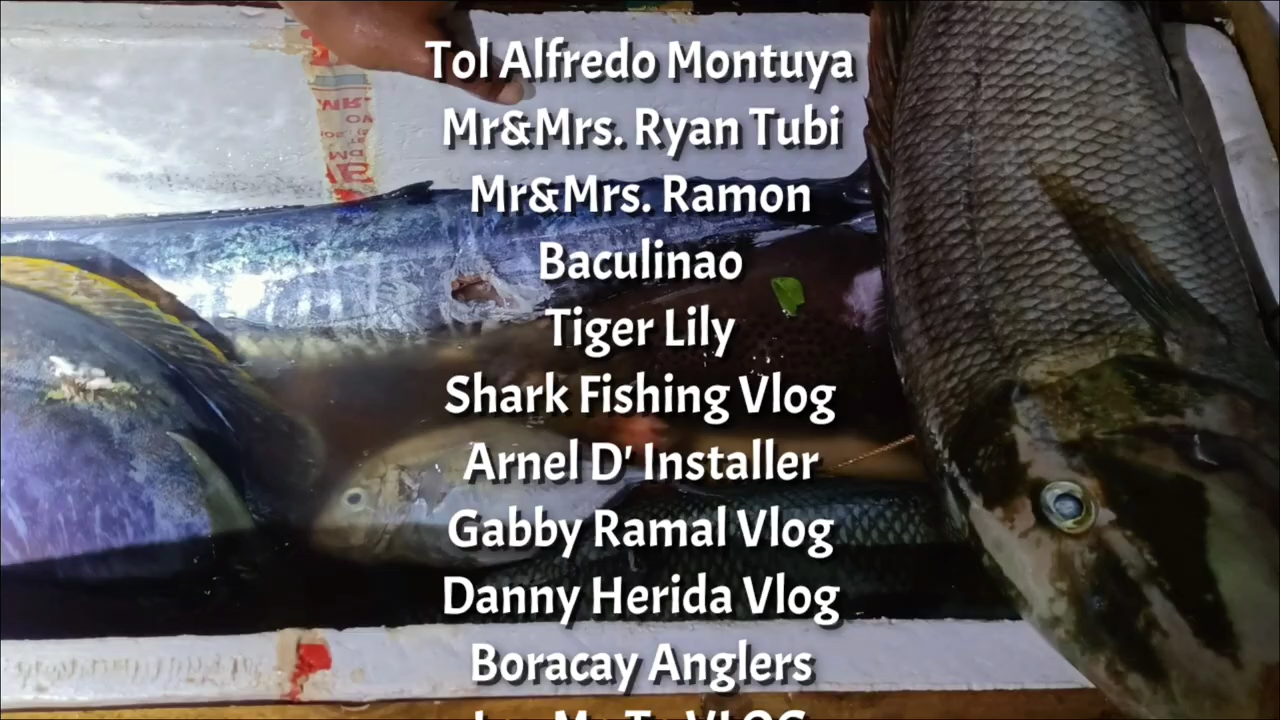 Tol Alfredo Montuya
Mr&Mrs. Ryan Tubi
Mr&Mrs. Ramon
Baculinao
Tiger Lily
Shark Fishing Vlog
Arnel D' Installer
Gabby Ramal Vlog
Danny Herida Vlog
Boracay Anglers